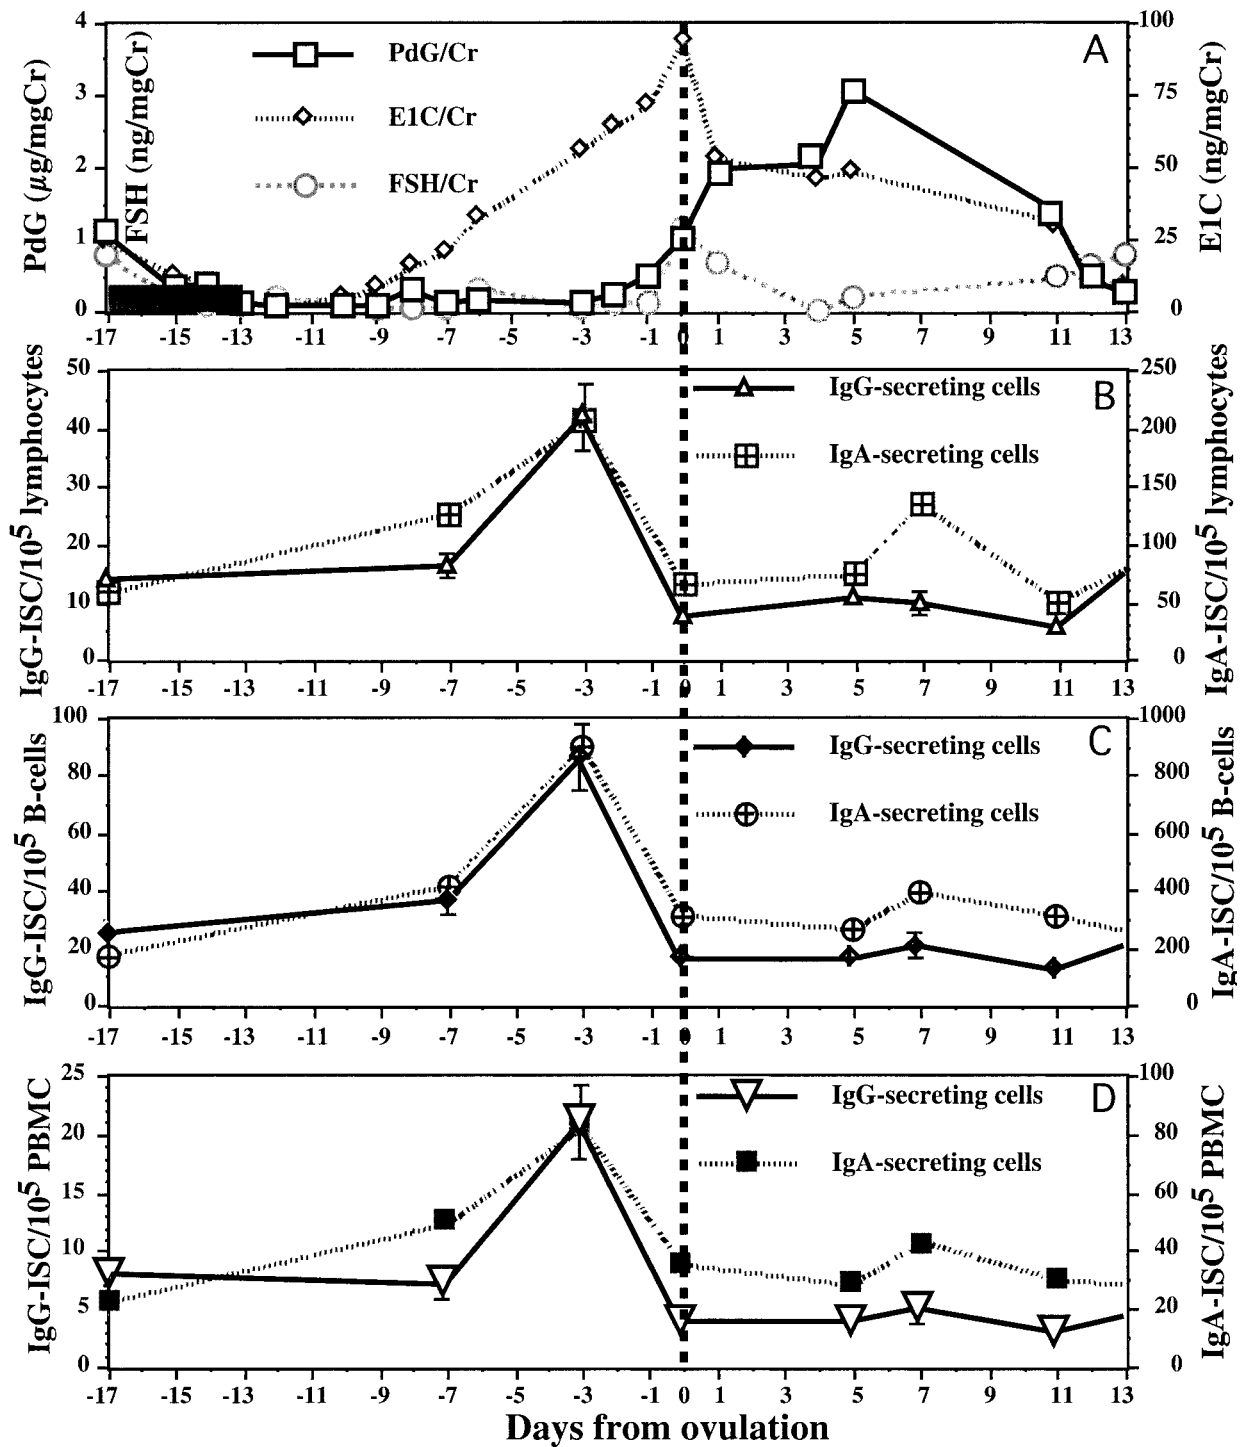 PdG (µg/mgCr)
FSH (ng/mgCr)
4
3
2
1
0
PdG/Cr
E1C/Cr
FSH/Cr
A
100
75
50
25
0
E1C (ng/mgCr)
-17 -15 -13 -11 -9 -7 -5 -3 -1 0 1 3 5 7 9 11 13
IgG-ISC/10⁵ lymphocytes
50
40
30
20
10
0
IgG-secreting cells
IgA-secreting cells
B
250
200
150
100
50
0
IgA-ISC/10⁵ lymphocytes
-17 -15 -13 -11 -9 -7 -5 -3 -1 0 1 3 5 7 9 11 13
IgG-ISC/10⁵ B-cells
100
80
60
40
20
0
IgG-secreting cells
IgA-secreting cells
C
1000
800
600
400
200
0
IgA-ISC/10⁵ B-cells
-17 -15 -13 -11 -9 -7 -5 -3 -1 0 1 3 5 7 9 11 13
IgG-ISC/10⁵ PBMC
25
20
15
10
5
0
IgG-secreting cells
IgA-secreting cells
D
100
80
60
40
20
0
IgA-ISC/10⁵ PBMC
-17 -15 -13 -11 -9 -7 -5 -3 -1 0 1 3 5 7 9 11 13
Days from ovulation